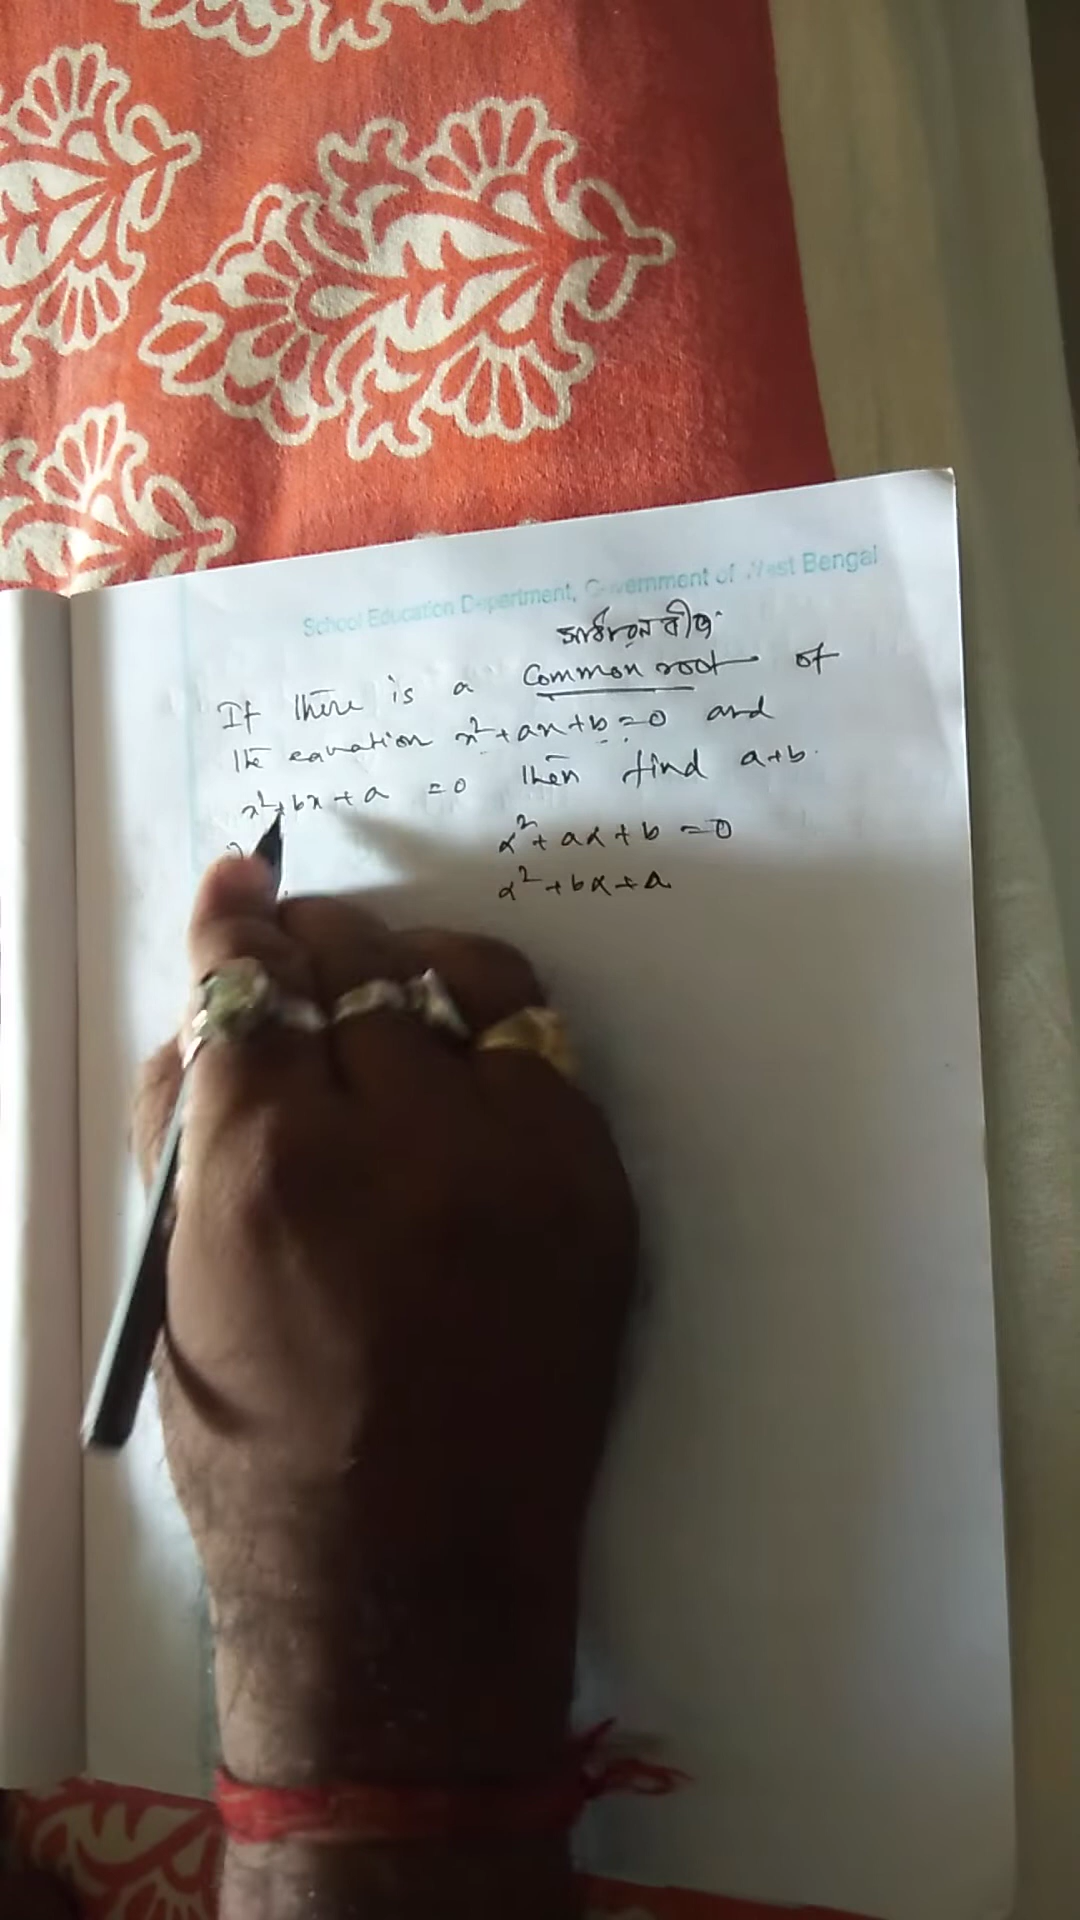 School Education Department, Government of West Bengal
সাধারন বীজ
If there is a Common root of
the equation x²+ax+b=0 and
x²+bx+a =0 then find a+b.
α²+aα+b =0
α²+bα+a